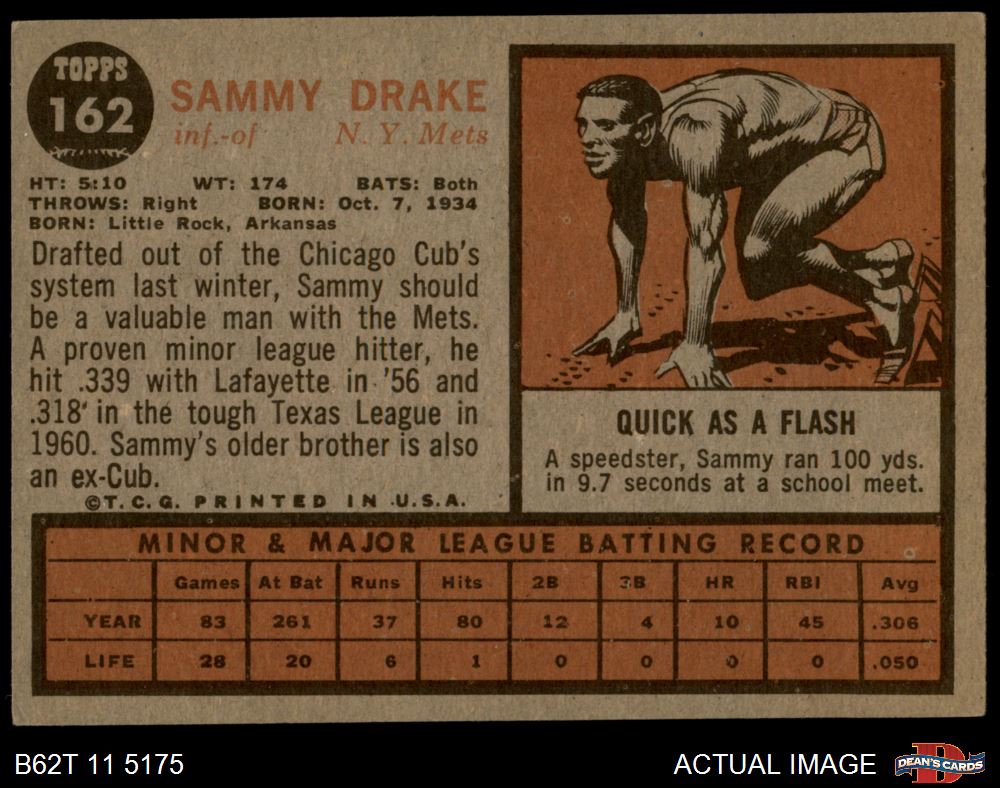 TOPPS
162
SAMMY DRAKE
inf.-of N. Y. Mets
HT: 5:10 WT: 174 BATS: Both
THROWS: Right BORN: Oct. 7, 1934
BORN: Little Rock, Arkansas
Drafted out of the Chicago Cub's
system last winter, Sammy should
be a valuable man with the Mets.
A proven minor league hitter, he
hit .339 with Lafayette in '56 and
.318 in the tough Texas League in
1960. Sammy's older brother is also
an ex-Cub.
©T.C.G. PRINTED IN U.S.A.
QUICK AS A FLASH
A speedster, Sammy ran 100 yds.
in 9.7 seconds at a school meet.
MINOR & MAJOR LEAGUE BATTING RECORD
Games At Bat Runs Hits 2B 3B HR RBI Avg
YEAR 83 261 37 80 12 4 10 45 .306
LIFE 28 20 6 1 0 0 0 0 .050
B62T 11 5175
ACTUAL IMAGE
D
DEAN'S CARDS